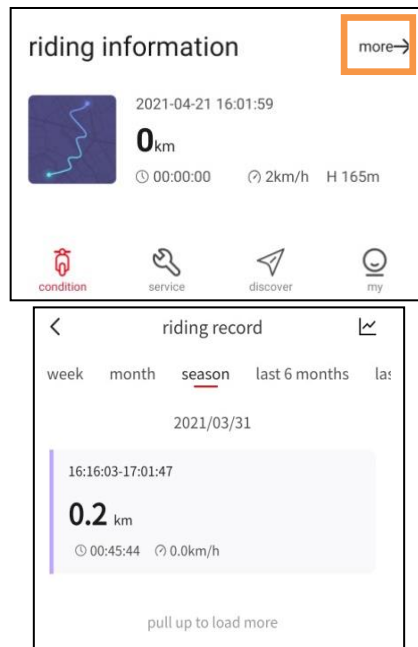 riding information more→
2021-04-21 16:01:59
0km
00:00:00 2km/h H 165m
condition service discover my
riding record
week month season last 6 months las
2021/03/31
16:16:03-17:01:47
0.2 km
00:45:44 0.0km/h
pull up to load more